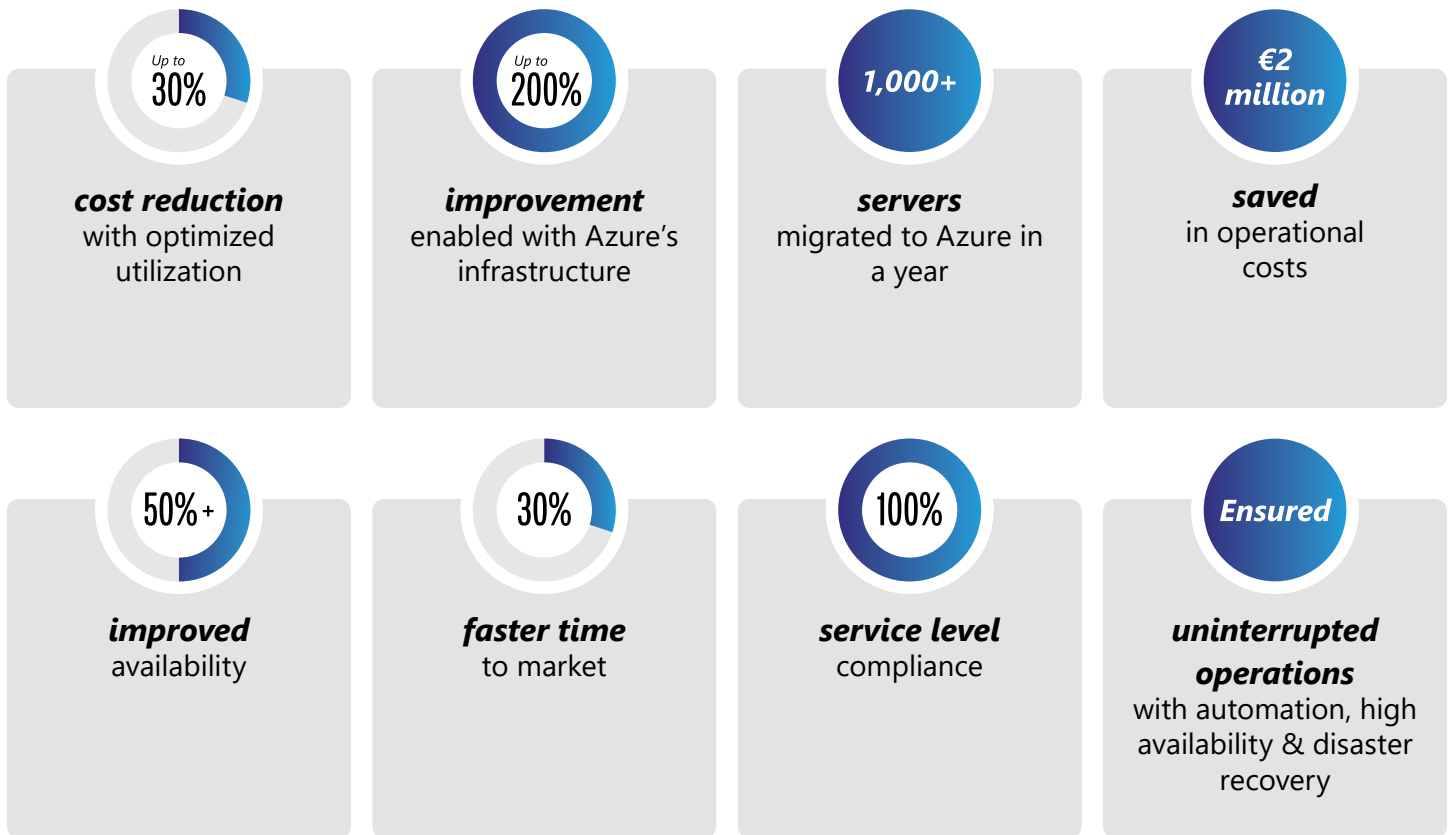 Up to
30%
cost reduction
with optimized
utilization
Up to
200%
improvement
enabled with Azure’s
infrastructure
1,000+
servers
migrated to Azure in
a year
€2
million
saved
in operational
costs
50%+
improved
availability
30%
faster time
to market
100%
service level
compliance
Ensured
uninterrupted
operations
with automation, high
availability & disaster
recovery